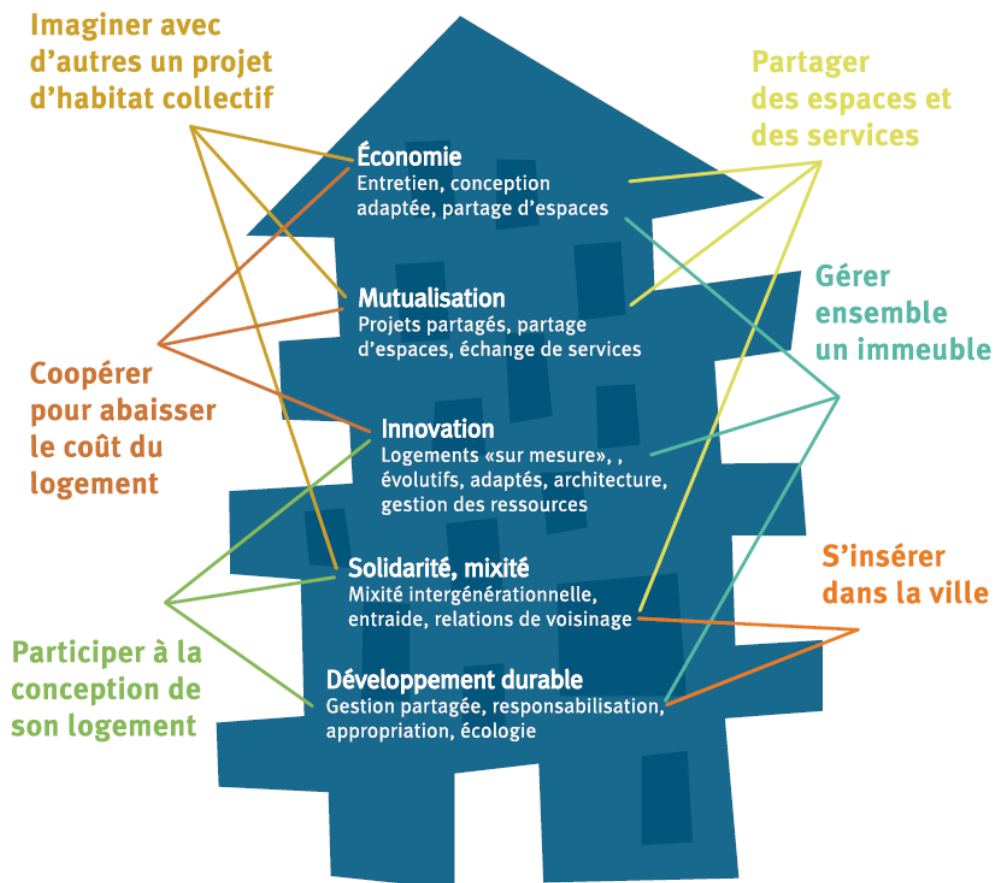 Imaginer avec
d'autres un projet
d'habitat collectif
Partager
des espaces et
des services
Économie
Entretien, conception
adaptée, partage d'espaces
Mutualisation
Projets partagés, partage
d'espaces, échange de services
Gérer
ensemble
un immeuble
Coopérer
pour abaisser
le coût du
logement
Innovation
Logements «sur mesure», ,
évolutifs, adaptés, architecture,
gestion des ressources
Solidarité, mixité
Mixité intergénérationnelle,
entraide, relations de voisinage
S'insérer
dans la ville
Participer à la
conception de
son logement
Développement durable
Gestion partagée, responsabilisation,
appropriation, écologie